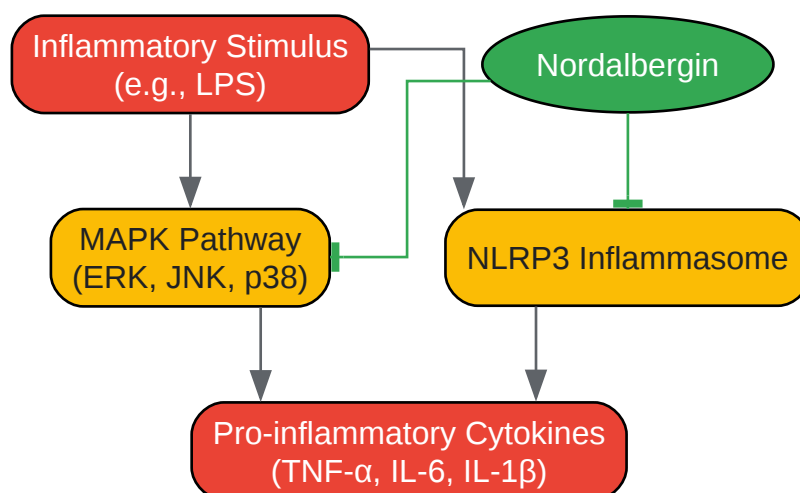 Inflammatory Stimulus
(e.g., LPS)
Nordalbergin
MAPK Pathway
(ERK, JNK, p38)
NLRP3 Inflammasome
Pro-inflammatory Cytokines
(TNF-α, IL-6, IL-1β)